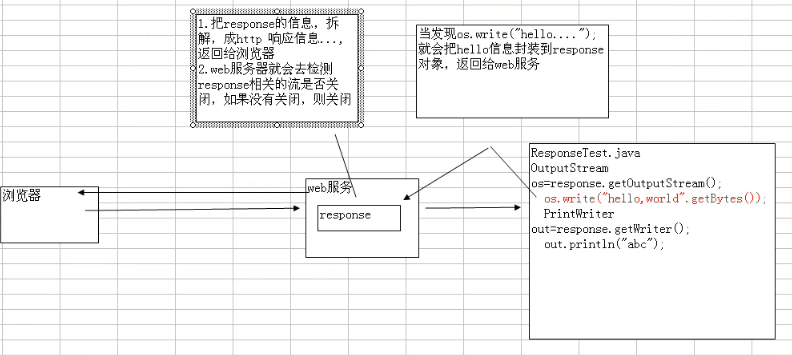 1.把response的信息，拆
解，成http 响应信息...，
返回给浏览器
2.web服务器就会去检测
response相关的流是否关
闭，如果没有关闭，则关闭
当发现os.write("hello....");
就会把hello信息封装到response
对象，返回给web服务
浏览器
web服务
response
ResponseTest.java
OutputStream
os=response.getOutputStream();
os.write("hello,world".getBytes());
PrintWriter
out=response.getWriter();
out.println("abc");